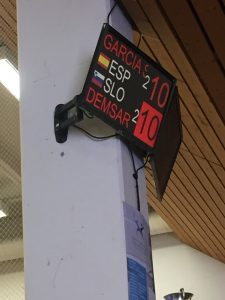 GARCIA S 10
ESP 2
SLO 2
DEMSAR 10